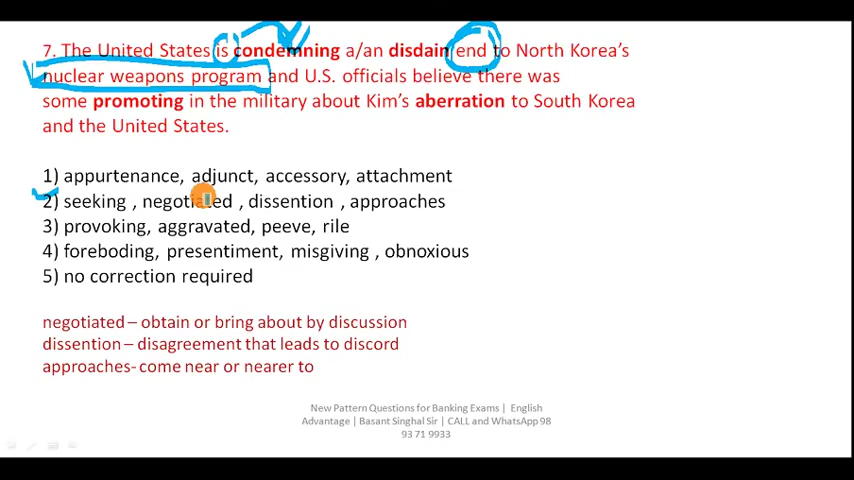 7. The United States is condemning a/an disdain end to North Korea's
nuclear weapons program and U.S. officials believe there was
some promoting in the military about Kim's aberration to South Korea
and the United States.
1) appurtenance, adjunct, accessory, attachment
2) seeking , negotiated , dissention , approaches
3) provoking, aggravated, peeve, rile
4) foreboding, presentiment, misgiving , obnoxious
5) no correction required
negotiated – obtain or bring about by discussion
dissention – disagreement that leads to discord
approaches- come near or nearer to
New Pattern Questions for Banking Exams | English
Advantage | Basant Singhal Sir | CALL and WhatsApp 98
93 71 9933